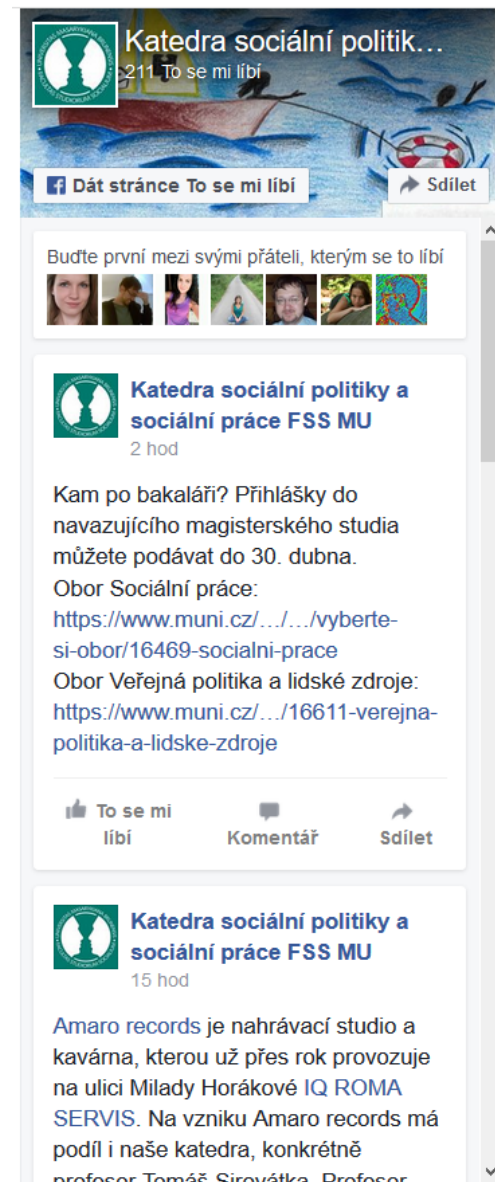 Katedra sociální politik...
211 To se mi líbí
Dát stránce To se mi líbí
Sdílet
Buďte první mezi svými přáteli, kterým se to líbí
Katedra sociální politiky a
sociální práce FSS MU
2 hod
Kam po bakaláři? Přihlášky do
navazujícího magisterského studia
můžete podávat do 30. dubna.
Obor Sociální práce:
https://www.muni.cz/…/…/vyberte-
si-obor/16469-socialni-prace
Obor Veřejná politika a lidské zdroje:
https://www.muni.cz/…/16611-verejna-
politika-a-lidske-zdroje
To se mi
líbí
Komentář
Sdílet
Katedra sociální politiky a
sociální práce FSS MU
15 hod
Amaro records je nahrávací studio a
kavárna, kterou už přes rok provozuje
na ulici Milady Horákové IQ ROMA
SERVIS. Na vzniku Amaro records má
podíl i naše katedra, konkrétně
profesor Tomáš Sirovátka. Profesor